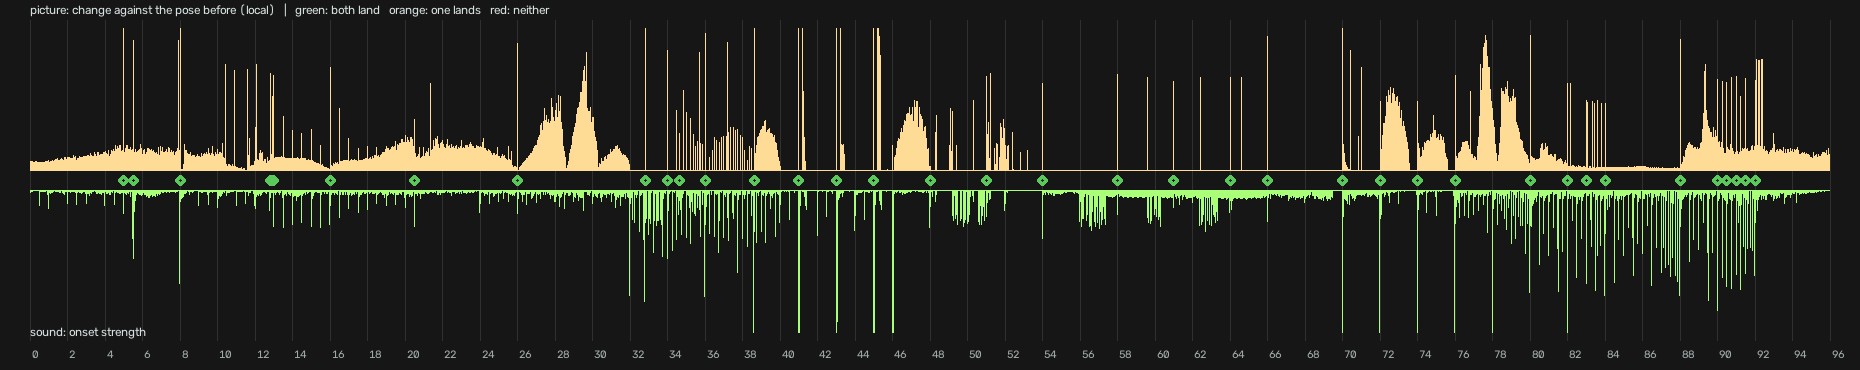 picture: change against the pose before (local) | green: both land orange: one lands red: neither
sound: onset strength
0 2 4 6 8 10 12 14 16 18 20 22 24 26 28 30 32 34 36 38 40 42 44 46 48 50 52 54 56 58 60 62 64 66 68 70 72 74 76 78 80 82 84 86 88 90 92 94 96